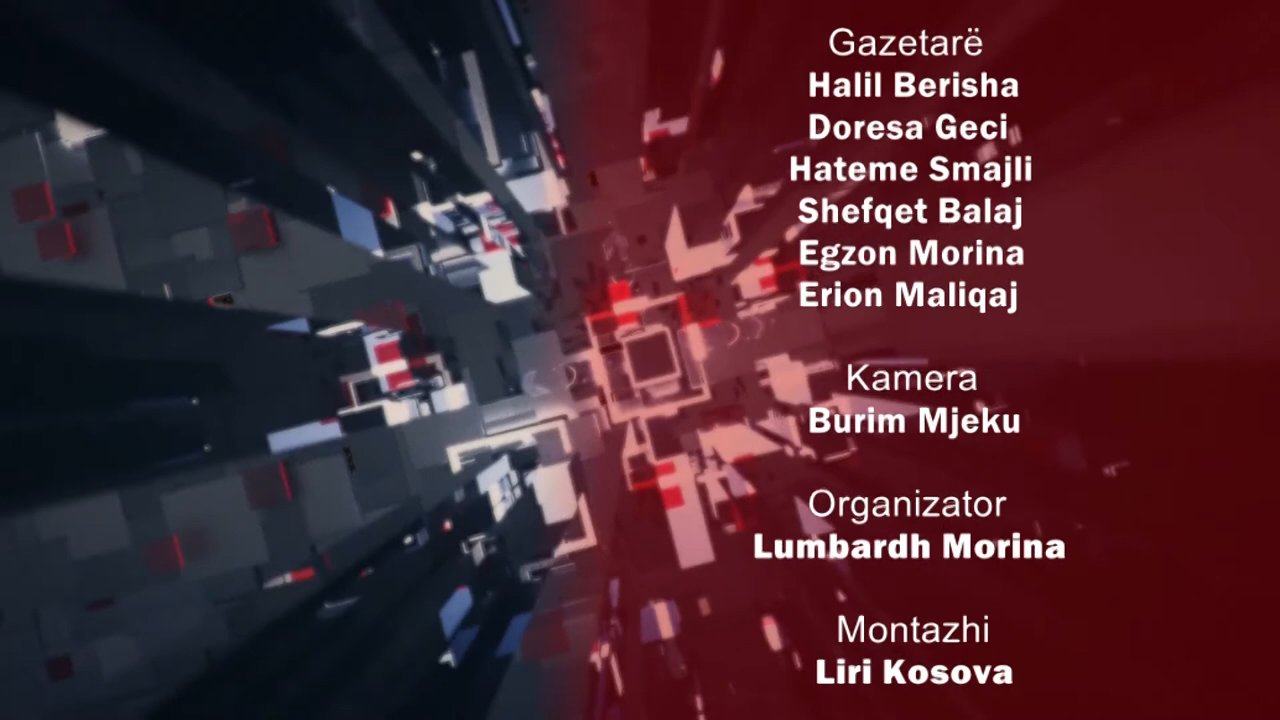 Gazetarë
Halil Berisha
Doresa Geci
Hateme Smajli
Shefqet Balaj
Egzon Morina
Erion Maliqaj
Kamera
Burim Mjeku
Organizator
Lumbardh Morina
Montazhi
Liri Kosova